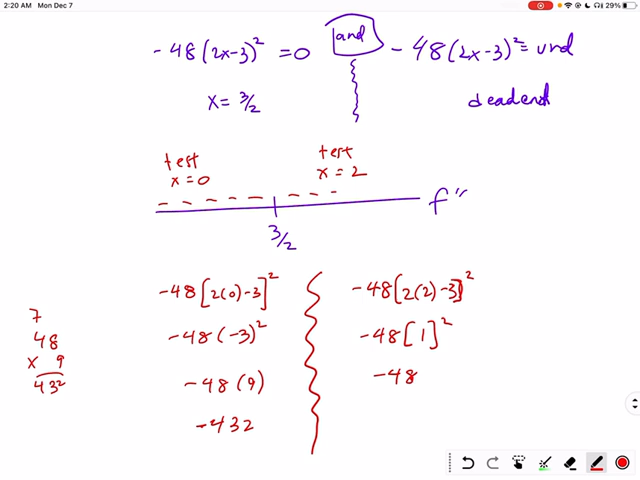 2:20 AM Mon Dec 7
29%
-48(2x-3)² = 0 and -48(2x-3)² = und
x = 3/2 dead end
test x=0
test x=2
f''
3/2
-48[2(0)-3]²
-48(-3)²
-48(9)
-432
-48[2(2)-3]²
-48[1]²
-48
7
48
x 9
432